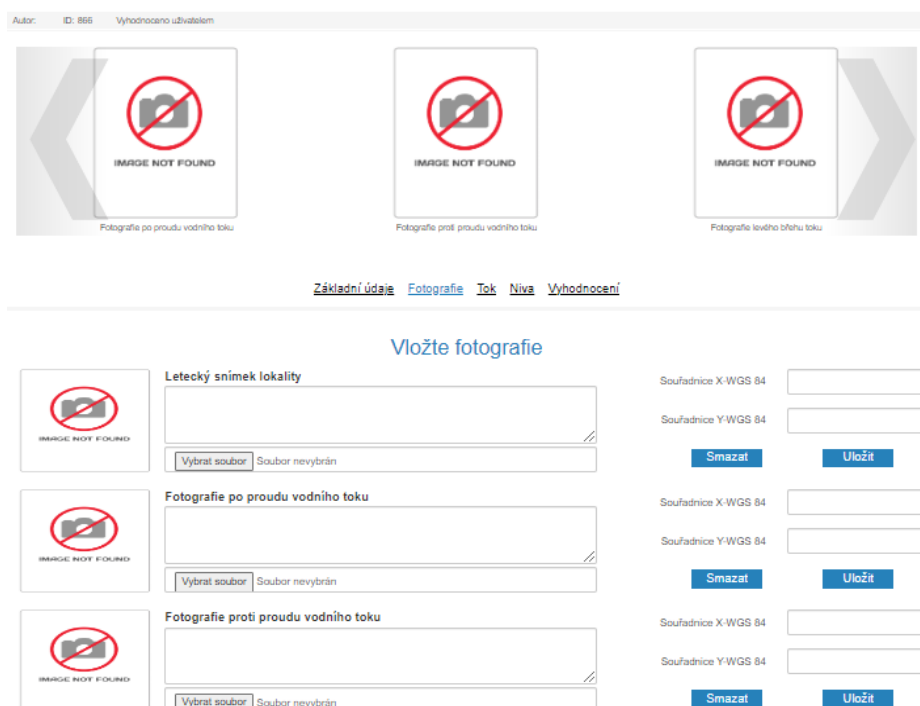 Autor: ID: 866 Vyhodnoceno uživatelem
IMAGE NOT FOUND IMAGE NOT FOUND IMAGE NOT FOUND
Fotografie po proudu vodního toku Fotografie proti proudu vodního toku Fotografie levého břehu toku
Základní údaje Fotografie Tok Niva Vyhodnocení
Vložte fotografie
Letecký snímek lokality
Souřadnice X-WGS 84
Souřadnice Y-WGS 84
IMAGE NOT FOUND
Vybrat soubor Soubor nevybrán
Smazat Uložit
Fotografie po proudu vodního toku
Souřadnice X-WGS 84
Souřadnice Y-WGS 84
IMAGE NOT FOUND
Vybrat soubor Soubor nevybrán
Smazat Uložit
Fotografie proti proudu vodního toku
Souřadnice X-WGS 84
Souřadnice Y-WGS 84
IMAGE NOT FOUND
Vybrat soubor Soubor nevybrán
Smazat Uložit